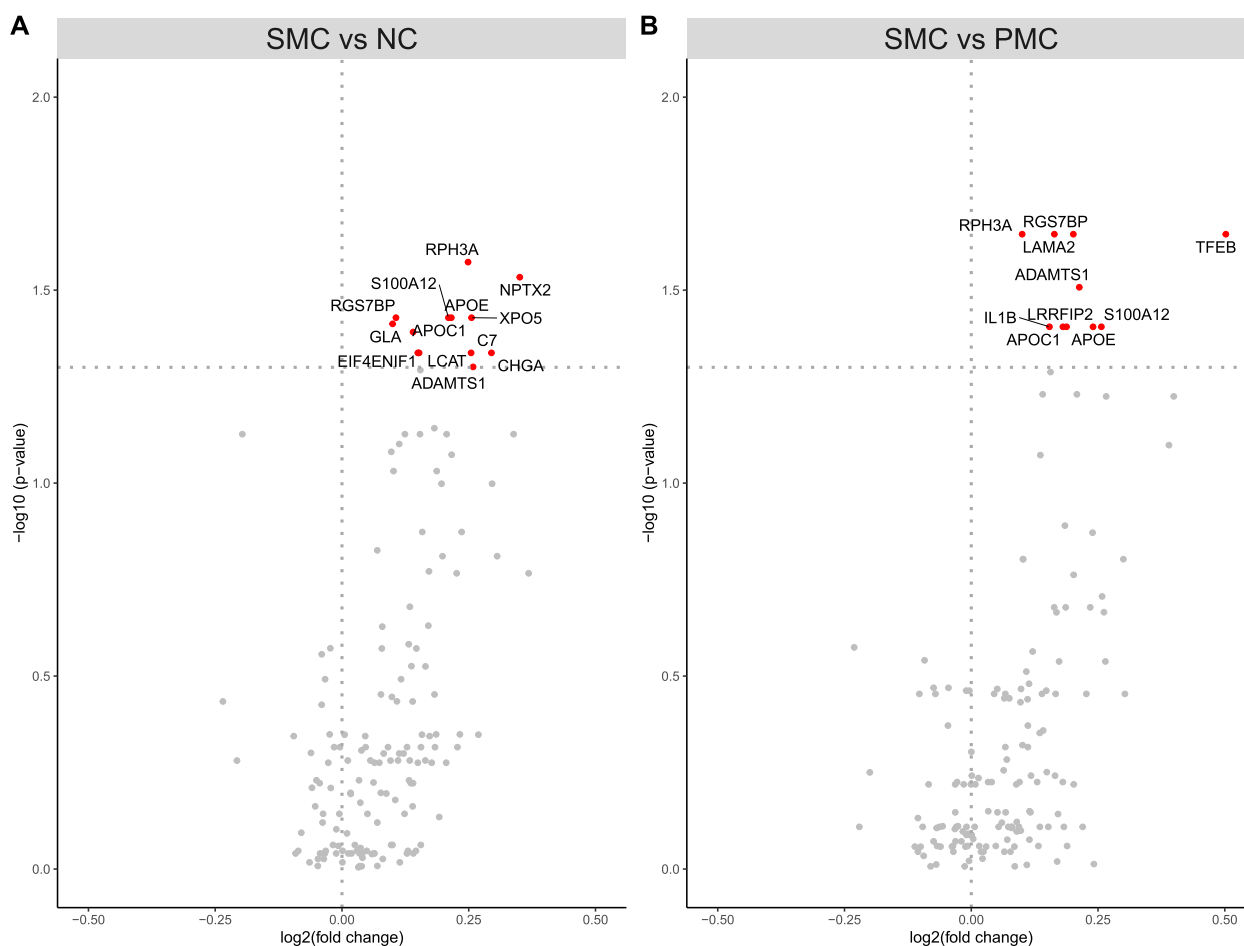 A
B
SMC vs NC
SMC vs PMC
2.0
1.5
1.0
0.5
0.0
−log10 (p−value)
RPH3A
NPTX2
S100A12
RGS7BP
APOE
XPO5
GLA
APOC1
C7
EIF4ENIF1
LCAT
CHGA
ADAMTS1
−0.50
−0.25
0.00
0.25
0.50
log2(fold change)
2.0
1.5
1.0
0.5
0.0
−log10 (p−value)
RPH3A
RGS7BP
LAMA2
TFEB
ADAMTS1
IL1B
LRRFIP2
S100A12
APOC1
APOE
−0.50
−0.25
0.00
0.25
0.50
log2(fold change)